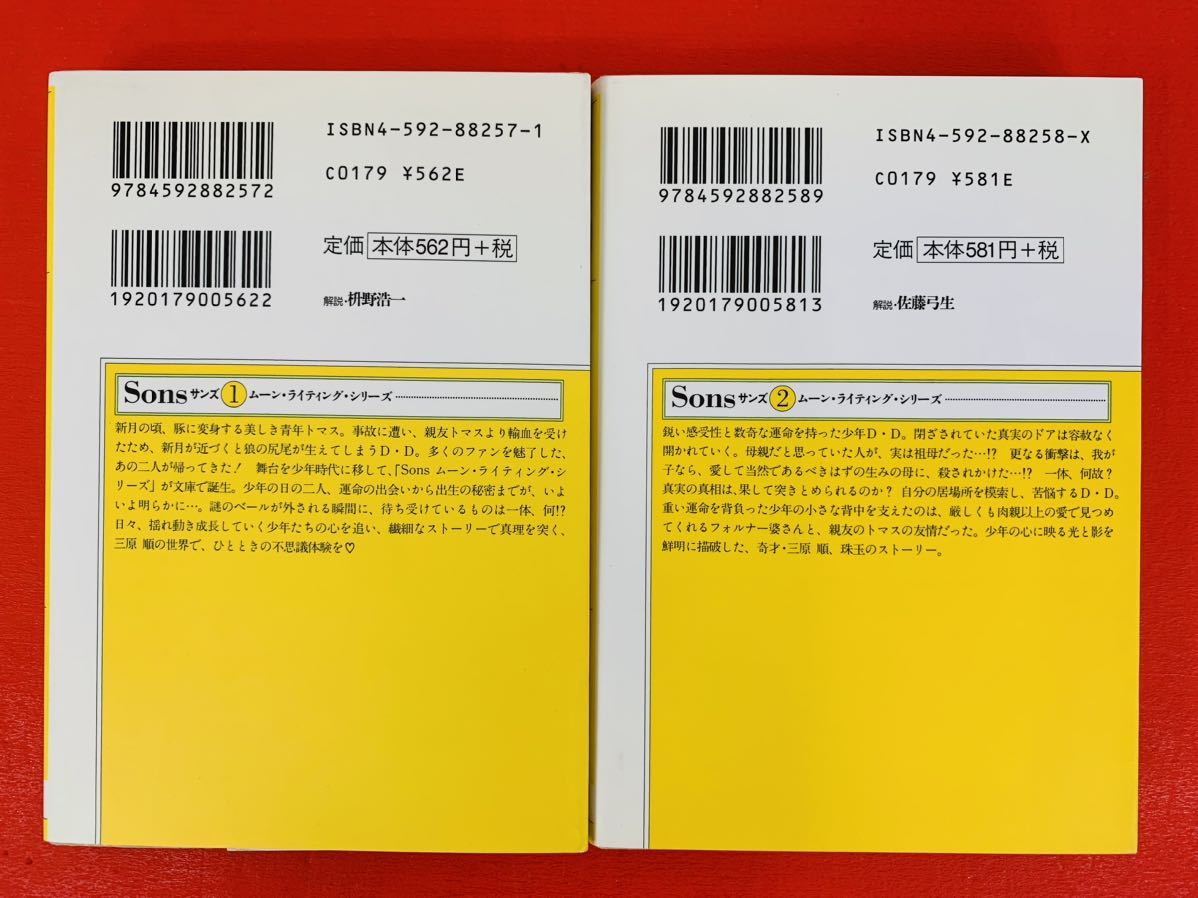 ISBN4-592-88257-1
9784592882572
C0179 ¥562E
定価 本体562円+税
1920179005622
解説・枡野浩一
Sons サンズ 1 ムーン・ライティング・シリーズ
新月の頃、豚に変身する美しき青年トマス。事故に遭い、親友トマスより輸血を受け
たため、新月が近づくと狼の尻尾が生えてしまうD・D。多くのファンを魅了した、
あの二人が帰ってきた! 舞台を少年時代に移して、「Sons ムーン・ライティング・シ
リーズ」が文庫で誕生。少年の日の二人、運命の出会いから出生の秘密までが、いよ
いよ明らかに…。謎のベールが外される瞬間に、待ち受けているものは一体、何!?
日々、揺れ動き成長していく少年たちの心を追い、繊細なストーリーで真理を突く、
三原 順の世界で、ひとときの不思議体験を♡
ISBN4-592-88258-X
9784592882589
C0179 ¥581E
定価 本体581円+税
1920179005813
解説・佐藤弓生
Sons サンズ 2 ムーン・ライティング・シリーズ
鋭い感受性と数奇な運命を持った少年D・D。閉ざされていた真実のドアは容赦なく
開かれていく。母親だと思っていた人が、実は祖母だった…!? 更なる衝撃は、我が
子なら、愛して当然であるべきはずの生みの母に、殺されかけた…!? 一体、何故?
真実の真相は、果して突きとめられるのか? 自分の居場所を模索し、苦悩するD・D。
重い運命を背負った少年の小さな背中を支えたのは、厳しくも肉親以上の愛で見つめ
てくれるフォルナー婆さんと、親友のトマスの友情だった。少年の心に映る光と影を
鮮明に描破した、奇才・三原 順、珠玉のストーリー。